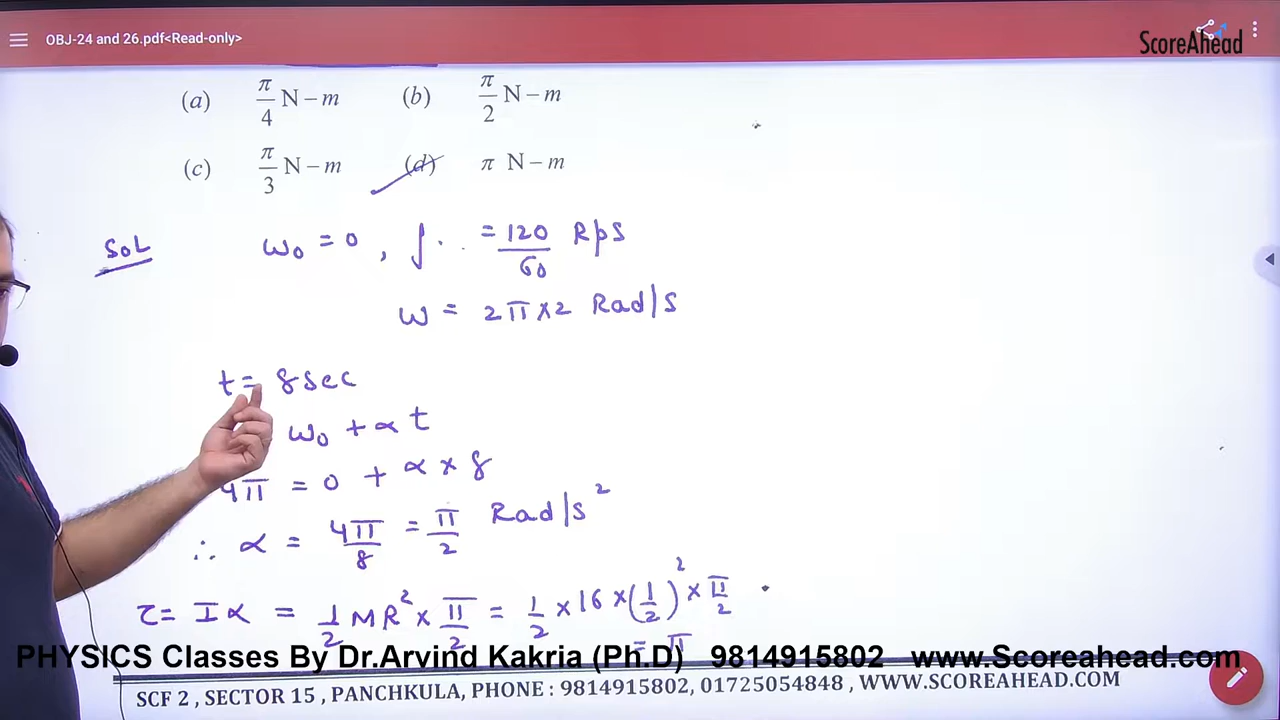 OBJ-24 and 26.pdf<Read-only>
ScoreAhead
(a) π/4 N−m (b) π/2 N−m
(c) π/3 N−m (d) π N−m
SOL ω₀ = 0, f = 120/60 Rps
ω = 2π×2 Rad/s
t = 8 sec
ω₀ + αt
4π = 0 + α × 8
∴ α = 4π/8 = π/2 Rad/s²
τ = Iα = 1/2 MR² × π/2 = 1/2 × 16 × (1/2)² × π/2
= π
PHYSICS Classes By Dr.Arvind Kakria (Ph.D) 9814915802 www.Scoreahead.com
SCF 2 , SECTOR 15 , PANCHKULA, PHONE : 9814915802, 01725054848 , WWW.SCOREAHEAD.COM